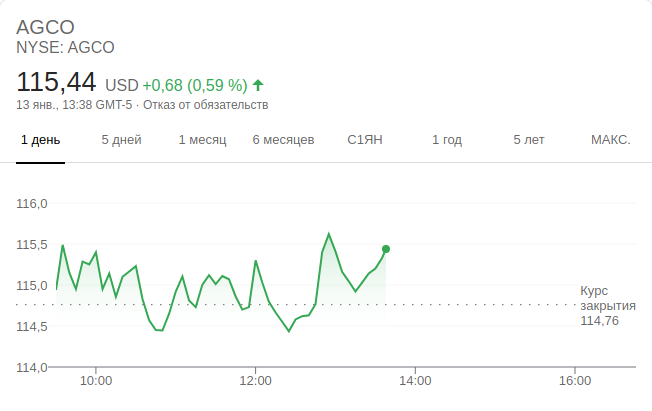 AGCO
NYSE: AGCO
115,44 USD +0,68 (0,59 %)
13 янв., 13:38 GMT-5 · Отказ от обязательств
1 день 5 дней 1 месяц 6 месяцев С1ЯН 1 год 5 лет МАКС.
116,0
115,5
115,0
114,5
114,0
Курс
закрытия
114,76
10:00 12:00 14:00 16:00